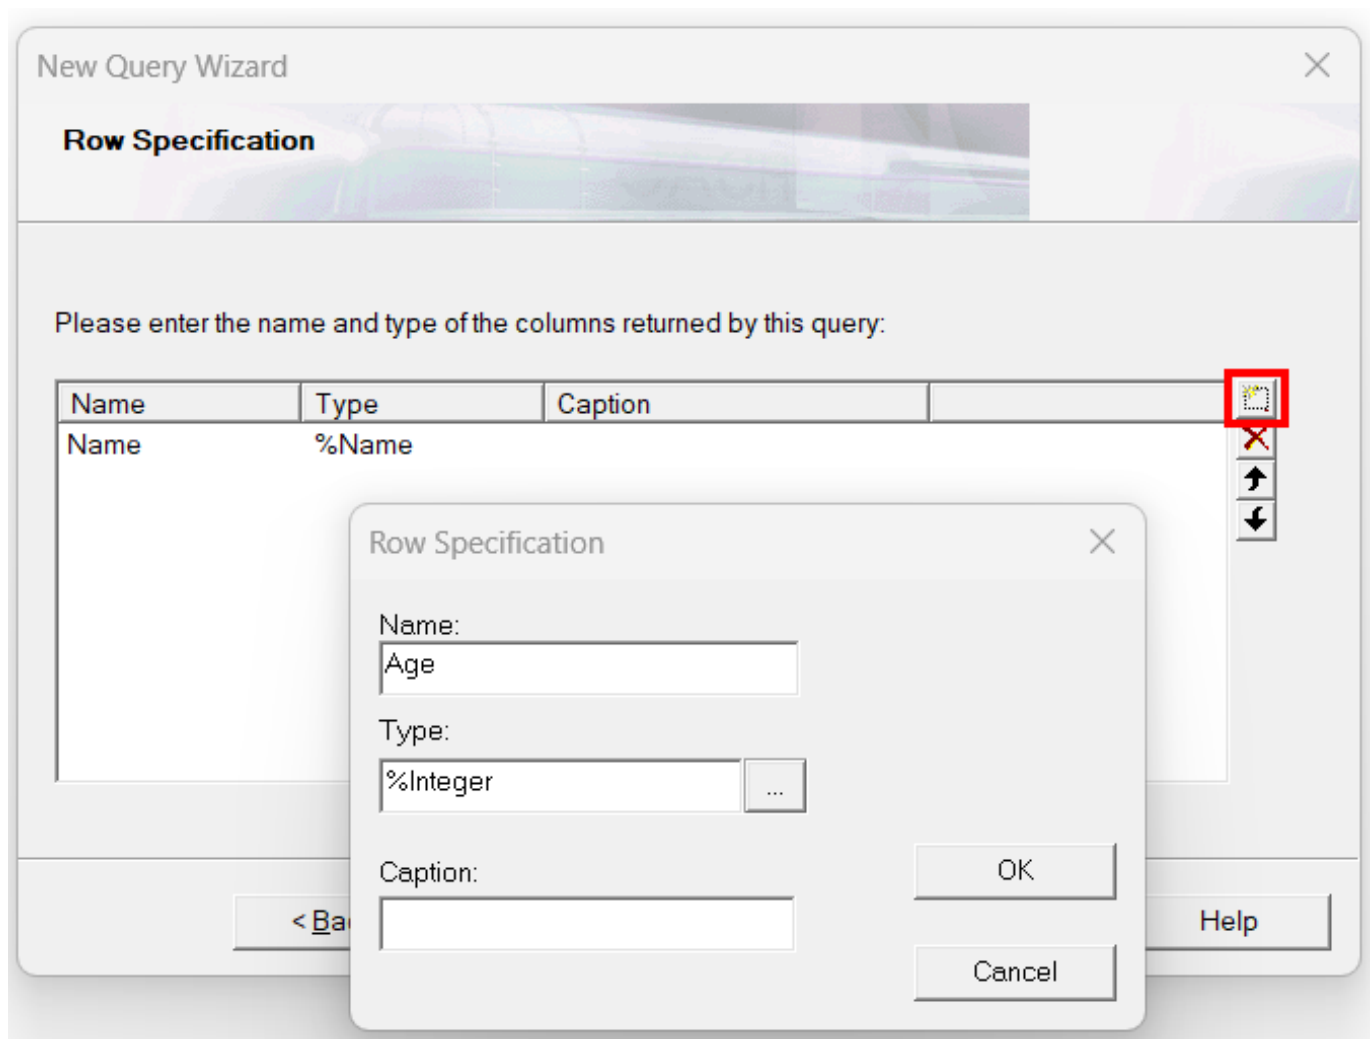 New Query Wizard
Row Specification
Please enter the name and type of the columns returned by this query:
Name Type Caption
Name %Name
Row Specification
Name:
Age
Type:
%Integer
...
Caption:
OK
< Ba
Help
Cancel